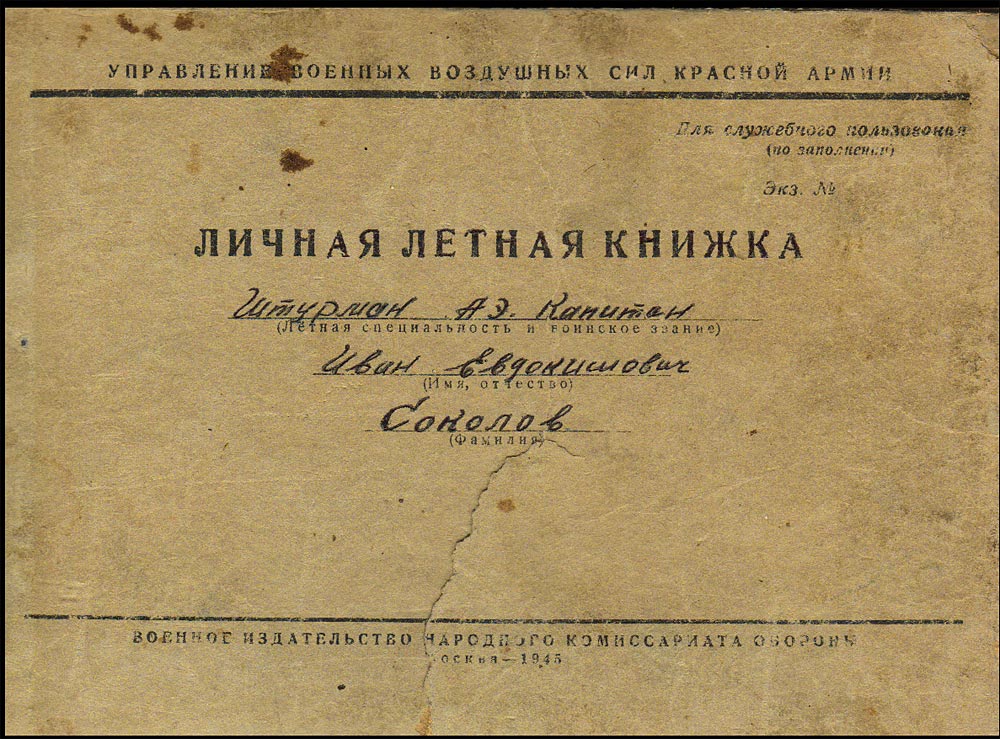 УПРАВЛЕНИЕ ВОЕННЫХ ВОЗДУШНЫХ СИЛ КРАСНОЙ АРМИИ
Для служебного пользования
(по заполнении)
Экз. №
ЛИЧНАЯ ЛЕТНАЯ КНИЖКА
Штурман АЭ. Капитан
(Летная специальность и воинское звание)
Иван Евдокимович
(Имя, отчество)
Соколов
(Фамилия)
ВОЕННОЕ ИЗДАТЕЛЬСТВО НАРОДНОГО КОМИССАРИАТА ОБОРОНЫ
Москва—1945